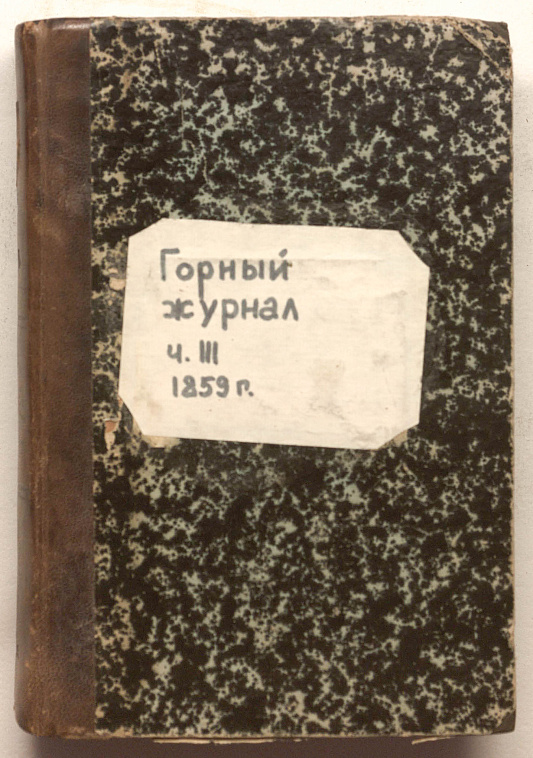 Горный
журнал
ч. III
1859 г.